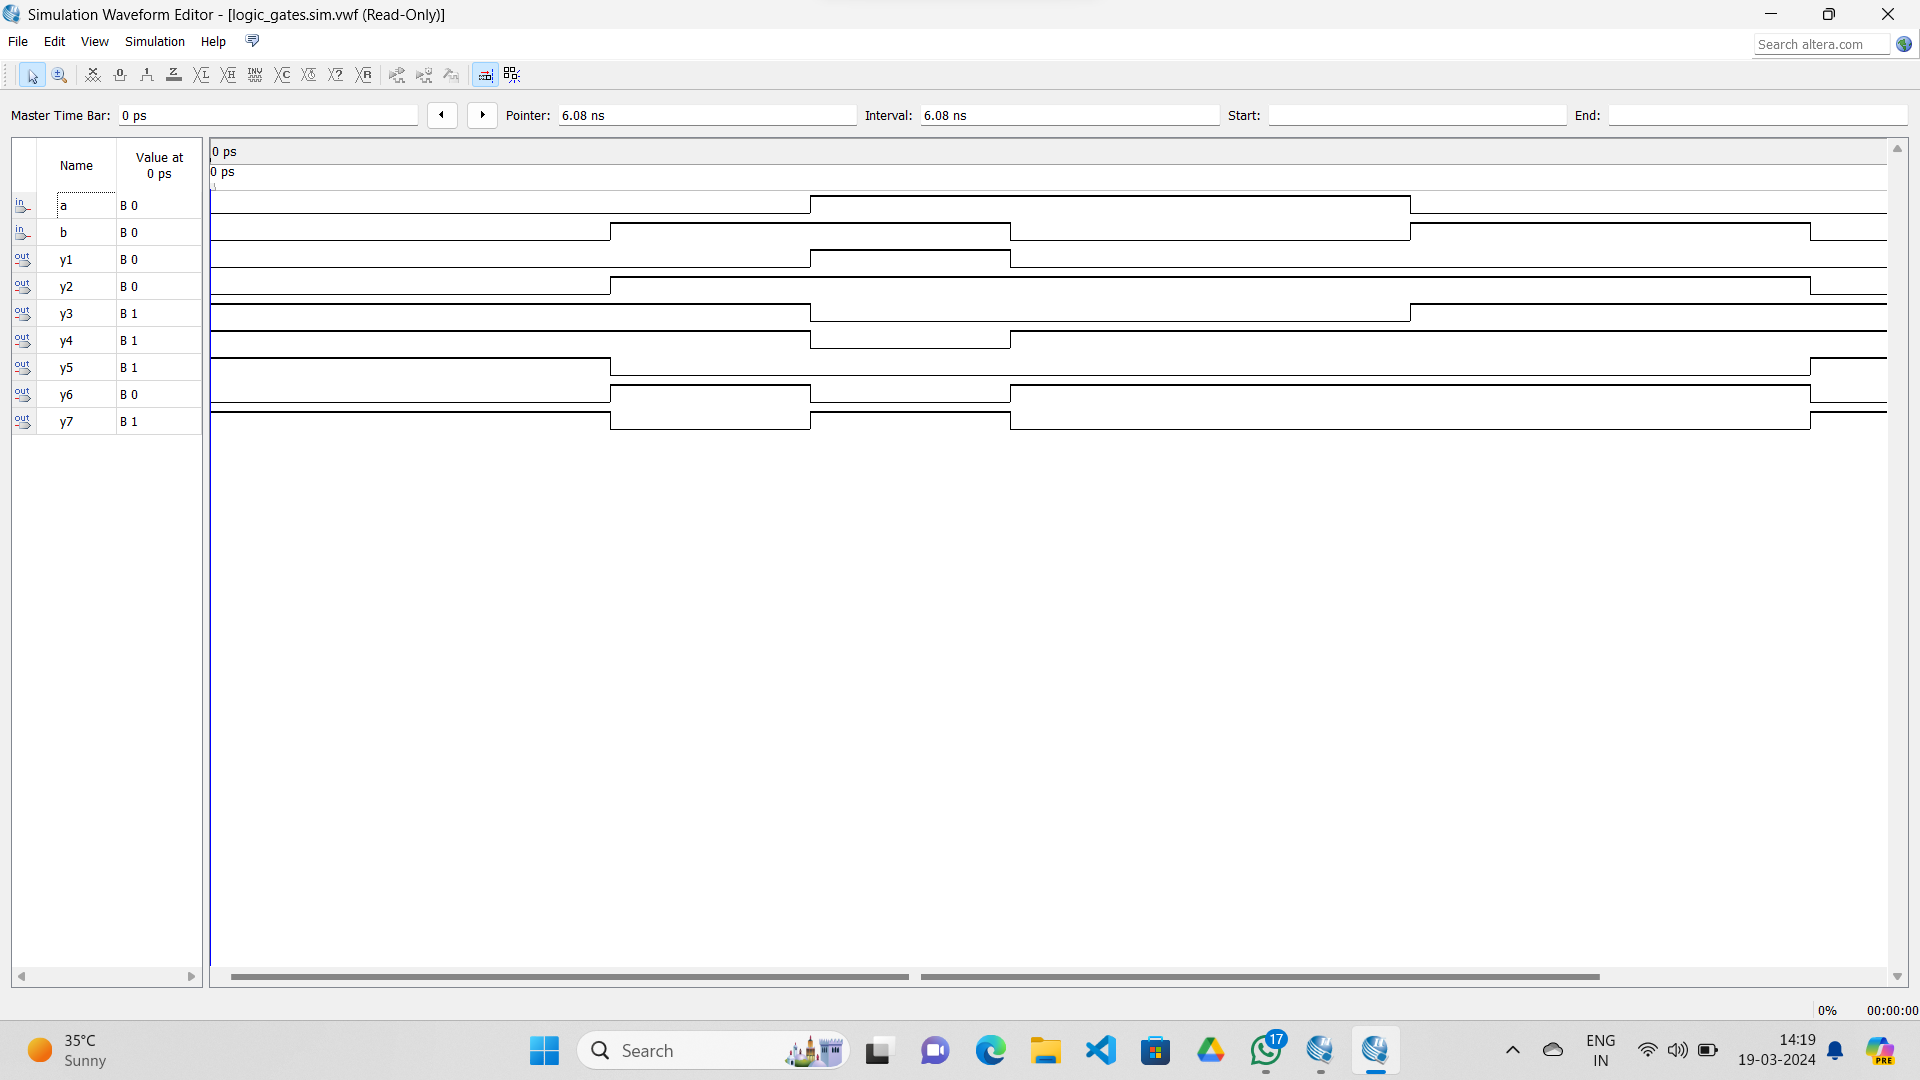 Simulation Waveform Editor - [logic_gates.sim.vwf (Read-Only)]
File Edit View Simulation Help
Search altera.com
Master Time Bar: 0 ps Pointer: 6.08 ns Interval: 6.08 ns Start: End:
Name Value at 0 ps
0 ps
0 ps
in a B 0
in b B 0
out y1 B 0
out y2 B 0
out y3 B 1
out y4 B 1
out y5 B 1
out y6 B 0
out y7 B 1
0% 00:00:00
35°C
Sunny
Search
17
ENG
IN
14:19
19-03-2024
PRE